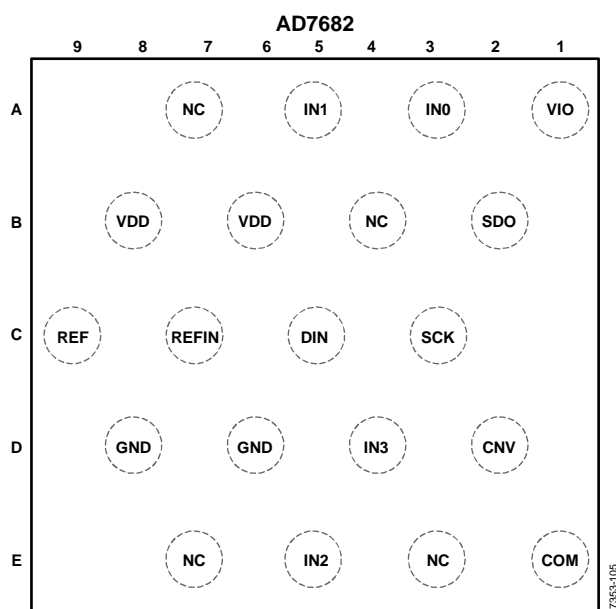 AD7682
9 8 7 6 5 4 3 2 1
A NC IN1 IN0 VIO
B VDD VDD NC SDO
C REF REFIN DIN SCK
D GND GND IN3 CNV
E NC IN2 NC COM
7353-105